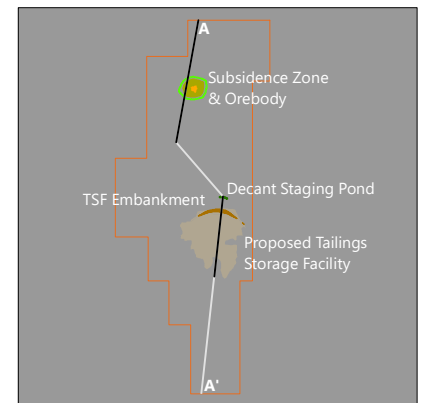 A
Subsidence Zone
& Orebody
Decant Staging Pond
TSF Embankment
Proposed Tailings
Storage Facility
A'